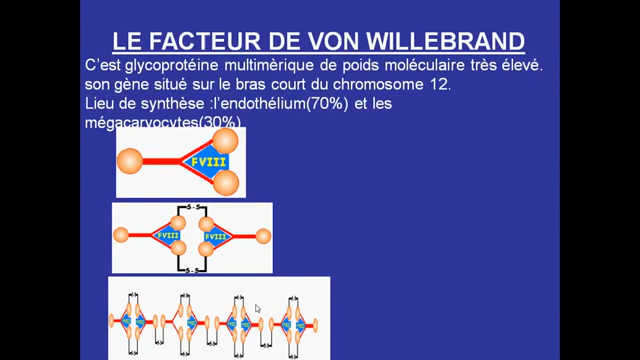 LE FACTEUR DE VON WILLEBRAND
C’est glycoprotéine multimèrique de poids moléculaire très élevé.
son gène situé sur le bras court du chromosome 12.
Lieu de synthèse :l’endothélium(70%) et les
mégacaryocytes(30%)
FVIII
S-S
FVIII FVIII
S-S